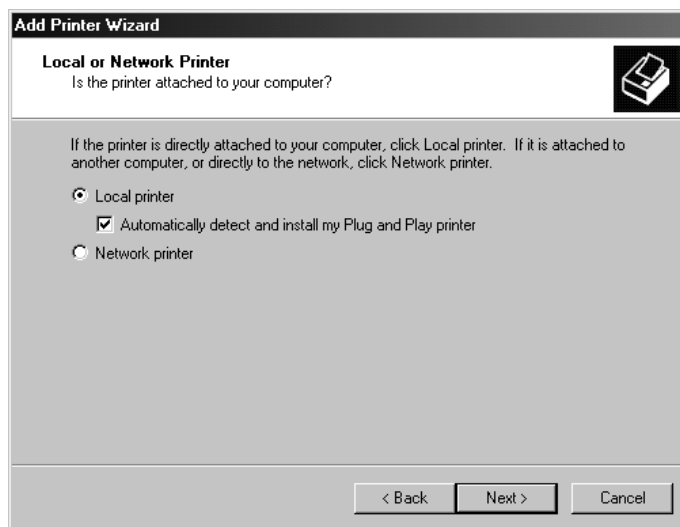 Add Printer Wizard
Local or Network Printer
Is the printer attached to your computer?
If the printer is directly attached to your computer, click Local printer. If it is attached to
another computer, or directly to the network, click Network printer.
Local printer
Automatically detect and install my Plug and Play printer
Network printer
< Back Next > Cancel